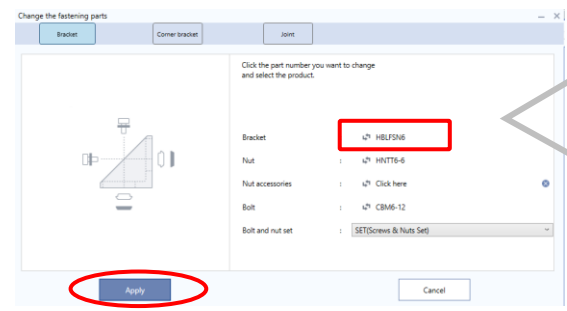 Change the fastening parts
Bracket Corner bracket Joint
Click the part number you want to change
and select the product.
Bracket HBLFSN6
Nut : HNTT6-6
Nut accessories : Click here
Bolt : CBM6-12
Bolt and nut set : SET(Screws & Nuts Set)
Apply Cancel